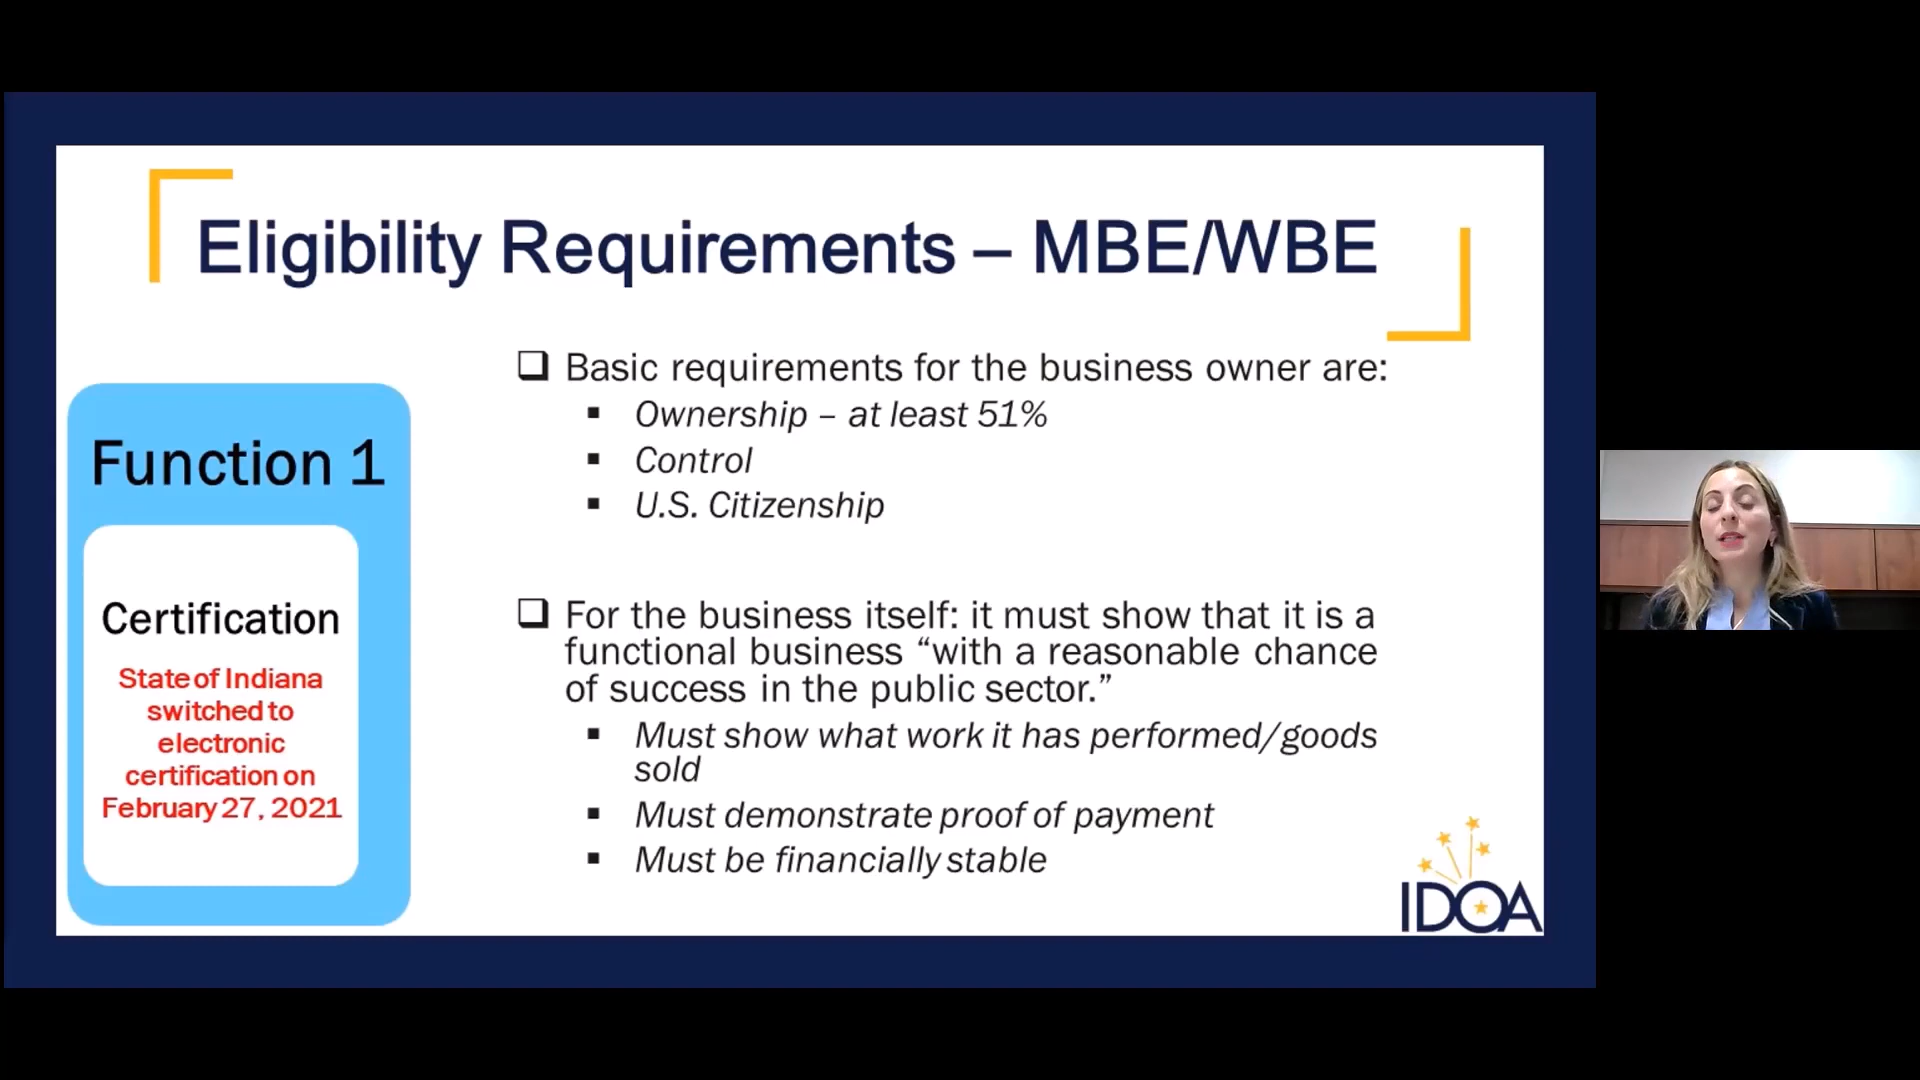 Eligibility Requirements – MBE/WBE
Function 1
Certification
State of Indiana
switched to
electronic
certification on
February 27, 2021
❑ Basic requirements for the business owner are:
▪ Ownership – at least 51%
▪ Control
▪ U.S. Citizenship
❑ For the business itself: it must show that it is a
functional business “with a reasonable chance
of success in the public sector.”
▪ Must show what work it has performed/goods
sold
▪ Must demonstrate proof of payment
▪ Must be financially stable
IDOA